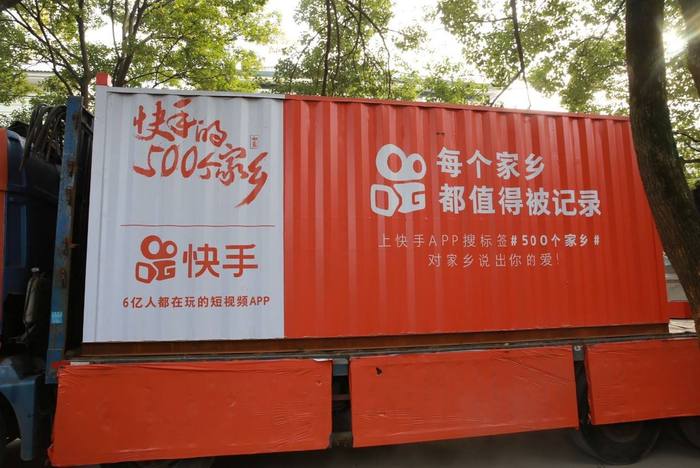 快手的
500个家乡
快手
6亿人都在玩的短视频APP
每个家乡
都值得被记录
上快手APP搜标签#500个家乡#
对家乡说出你的爱!